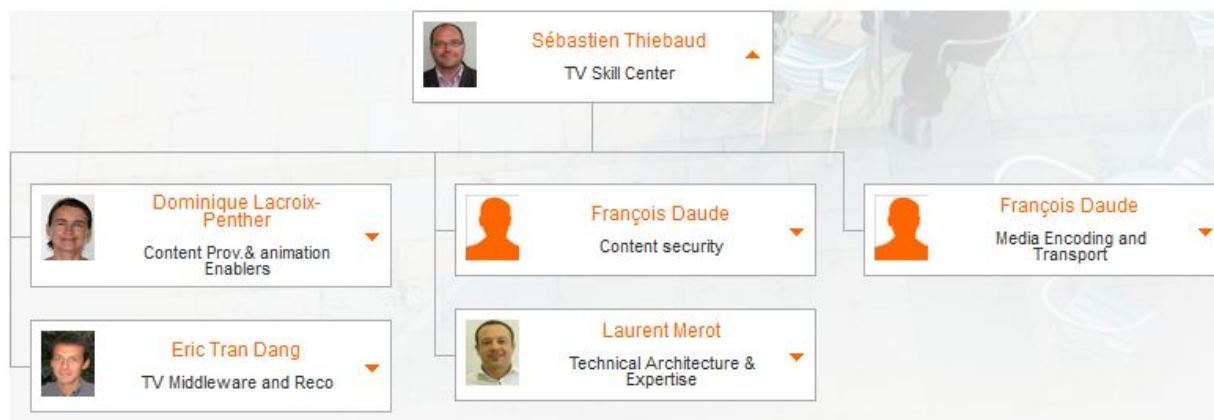 Sébastien Thiebaud
TV Skill Center
Dominique Lacroix-
Penther
Content Prov.& animation
Enablers
François Daude
Content security
François Daude
Media Encoding and
Transport
Eric Tran Dang
TV Middleware and Reco
Laurent Merot
Technical Architecture &
Expertise